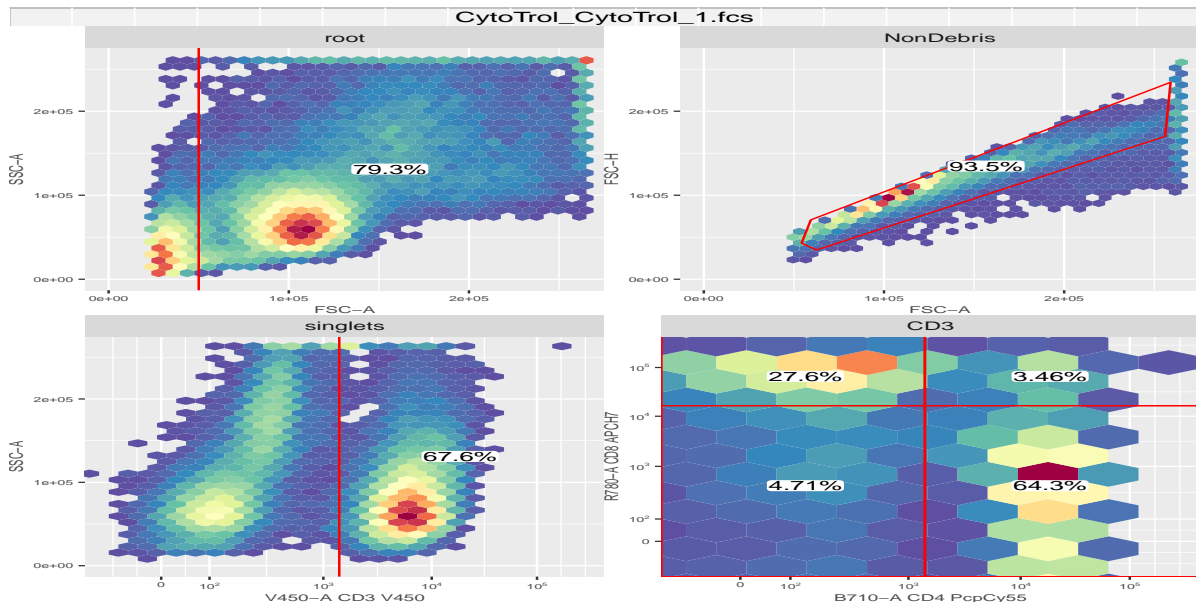 CytoTrol_CytoTrol_1.fcs
root
SSC-A
2e+05
1e+05
0e+00
79.3%
0e+00 1e+05 2e+05
FSC-A
NonDebris
FSC-H
2e+05
1e+05
0e+00
93.5%
0e+00 1e+05 2e+05
FSC-A
singlets
SSC-A
2e+05
1e+05
0e+00
67.6%
0 10² 10³ 10⁴ 10⁵
V450-A CD3 V450
CD3
R780-A CD8 APCH7
10⁵
10⁴
10³
10²
0
27.6% 3.46%
4.71% 64.3%
0 10² 10³ 10⁴ 10⁵
B710-A CD4 PcpCy55